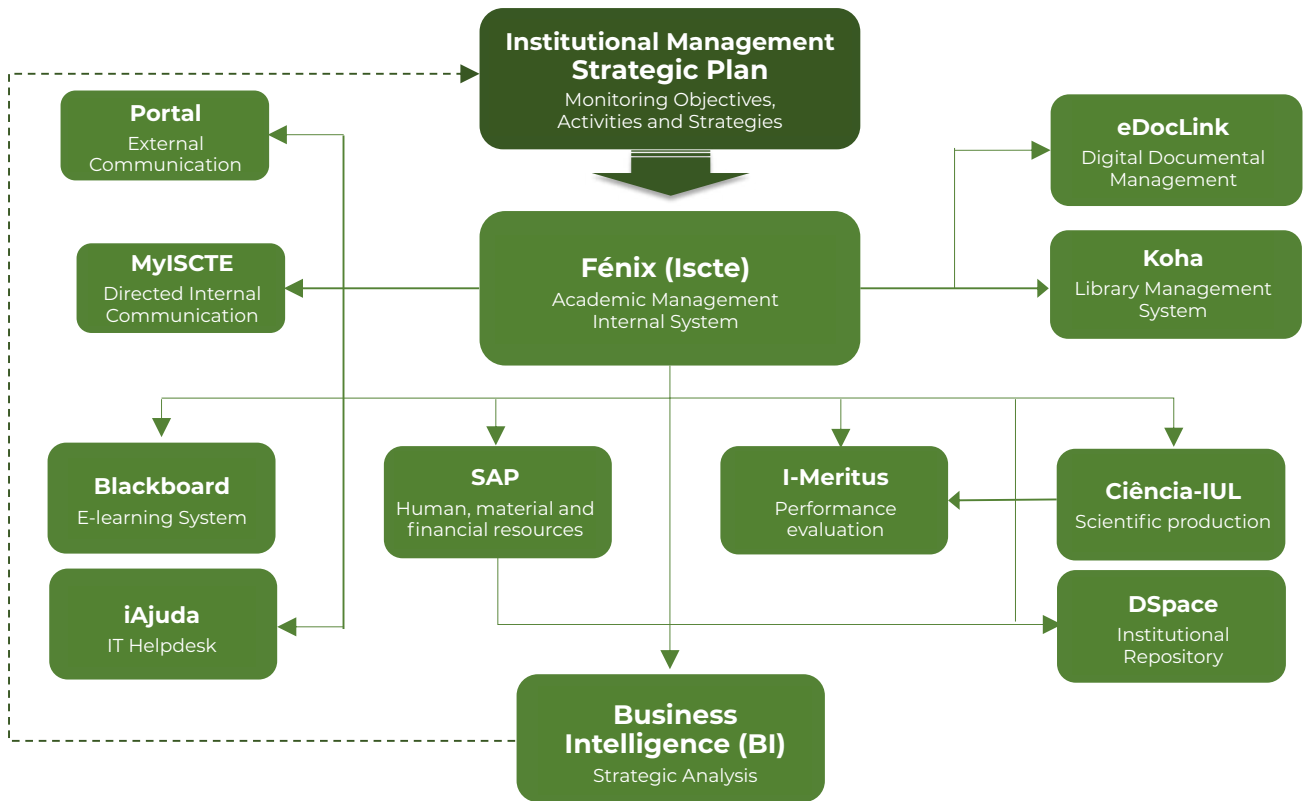 Institutional Management
Strategic Plan
Monitoring Objectives,
Activities and Strategies
Portal
External
Communication
eDocLink
Digital Documental
Management
MyISCTE
Directed Internal
Communication
Fénix (Iscte)
Academic Management
Internal System
Koha
Library Management
System
Blackboard
E-learning System
SAP
Human, material and
financial resources
I-Meritus
Performance
evaluation
Ciência-IUL
Scientific production
iAjuda
IT Helpdesk
DSpace
Institutional
Repository
Business
Intelligence (BI)
Strategic Analysis